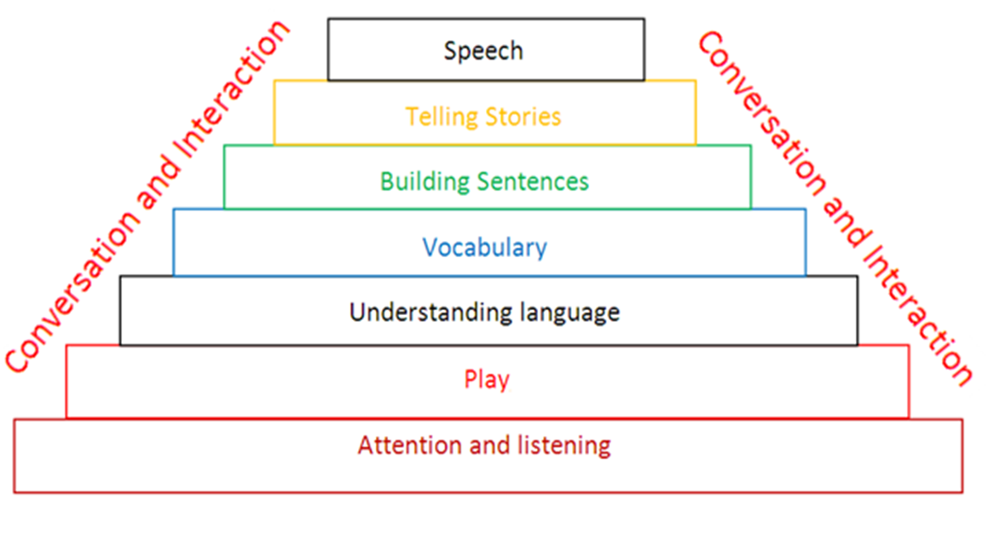 Conversation and Interaction
Conversation and Interaction
Speech
Telling Stories
Building Sentences
Vocabulary
Understanding language
Play
Attention and listening